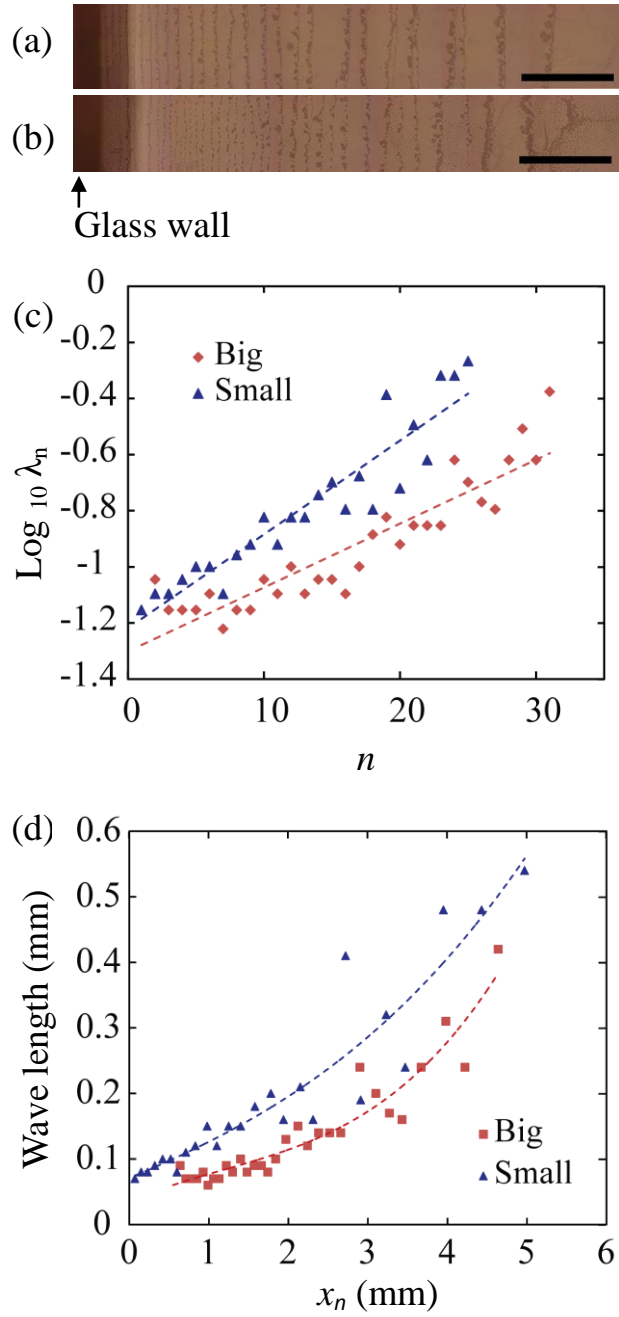 (a)
(b)
Glass wall
(c)
0
-0.2
-0.4
-0.6
-0.8
-1
-1.2
-1.4
Log 10 λn
Big
Small
0
10
20
30
n
(d)
0.6
0.5
0.4
0.3
0.2
0.1
0
Wave length (mm)
Big
Small
0
1
2
3
4
5
6
xn (mm)